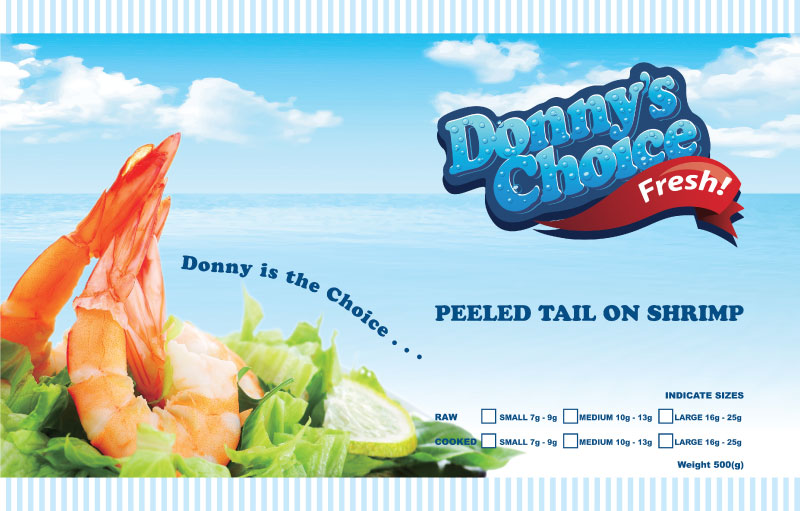 Donny's
Choice
Fresh!
Donny is the Choice . . .
PEELED TAIL ON SHRIMP
INDICATE SIZES
RAW SMALL 7g - 9g MEDIUM 10g - 13g LARGE 16g - 25g
COOKED SMALL 7g - 9g MEDIUM 10g - 13g LARGE 16g - 25g
Weight 500(g)